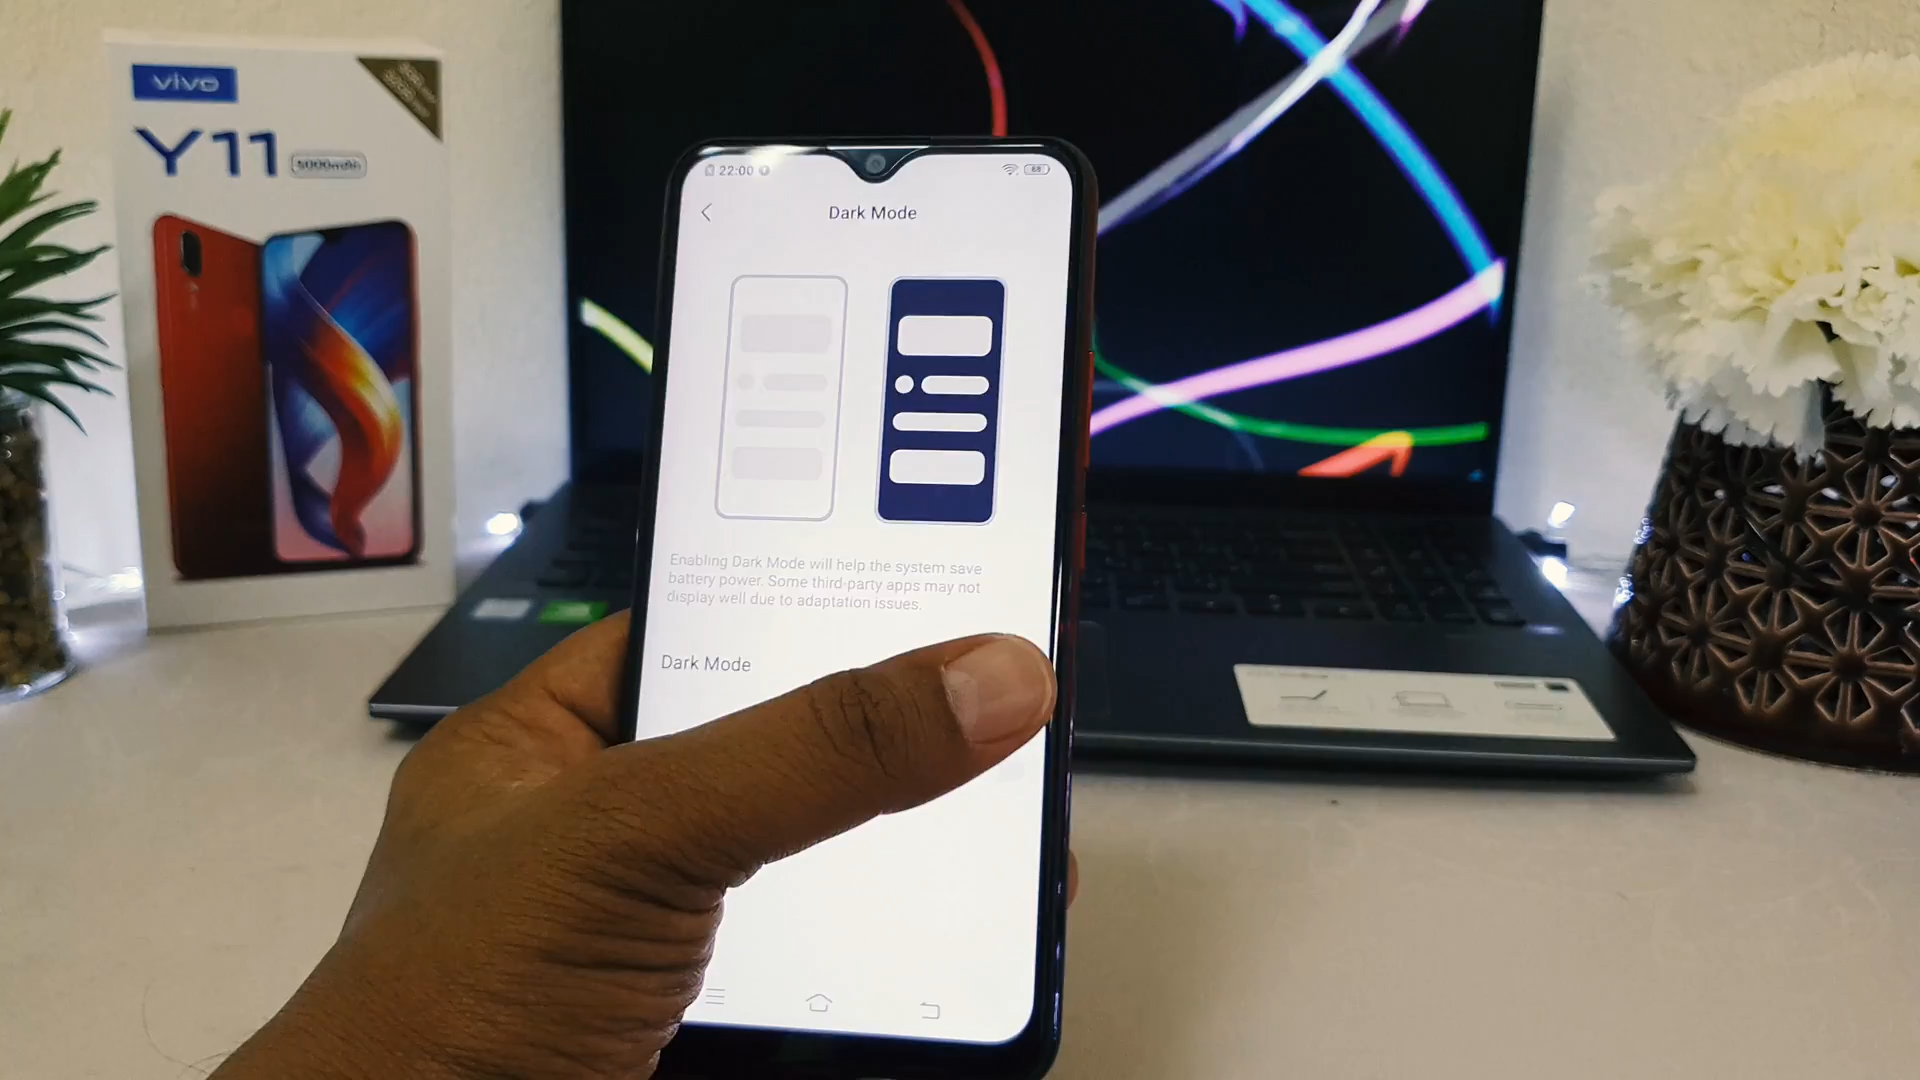 vivo
Y11
5000mAh
22:00
68
Dark Mode
Enabling Dark Mode will help the system save
battery power. Some third-party apps may not
display well due to adaptation issues.
Dark Mode